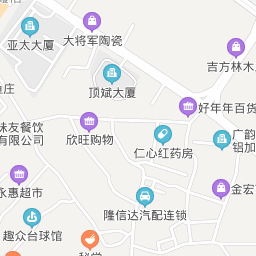 亚太大厦
大将军陶瓷
吉方林木
庄
顶斌大厦
好年年百货
欣旺购物
友餐饮
有限公司
仁心红药房
广韵
铝加
惠超市
金宏
隆信达汽配连锁
趣众台球馆